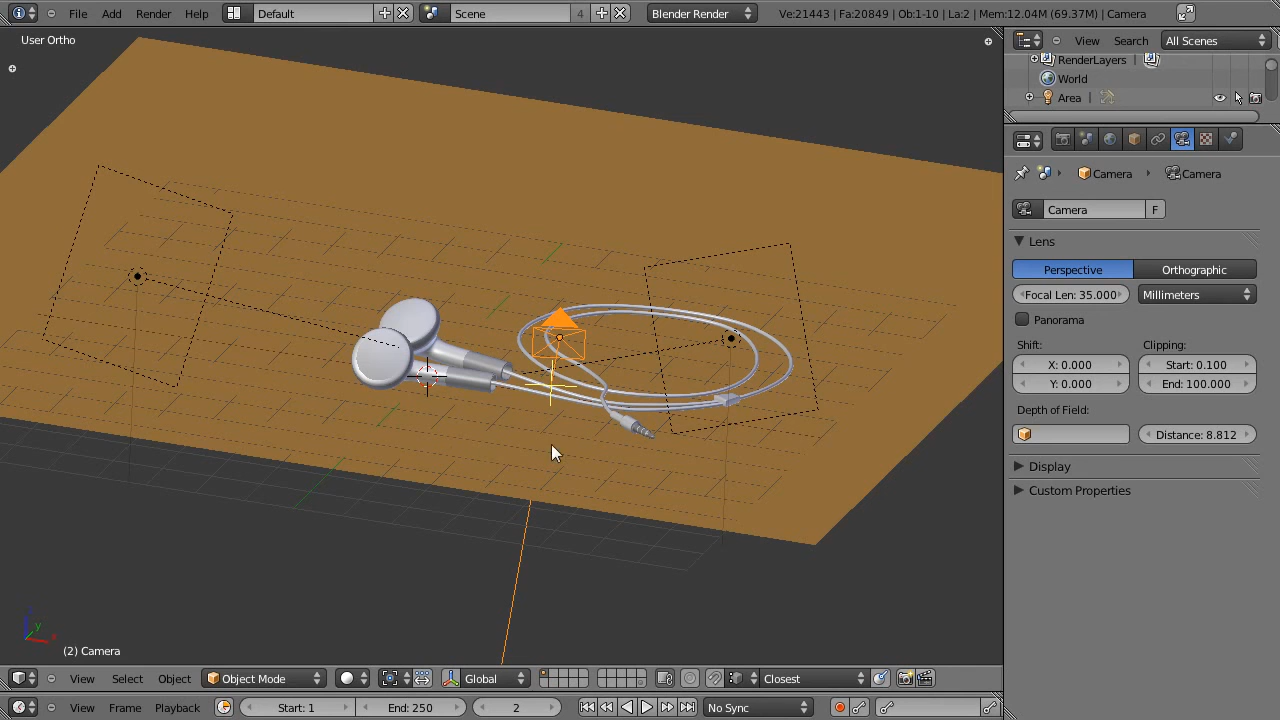 File Add Render Help Default Scene 4 Blender Render Ve:21443 | Fa:20849 | Ob:1-10 | La:2 | Mem:12.04M (69.37M) | Camera
User Ortho
View Search All Scenes
RenderLayers |
World
Area |
Camera Camera
Camera F
Lens
Perspective Orthographic
Focal Len: 35.000 Millimeters
Panorama
Shift: Clipping:
X: 0.000 Start: 0.100
Y: 0.000 End: 100.000
Depth of Field:
Distance: 8.812
Display
Custom Properties
y
x
(2) Camera
View Select Object Object Mode Global Closest
View Frame Playback Start: 1 End: 250 2 No Sync